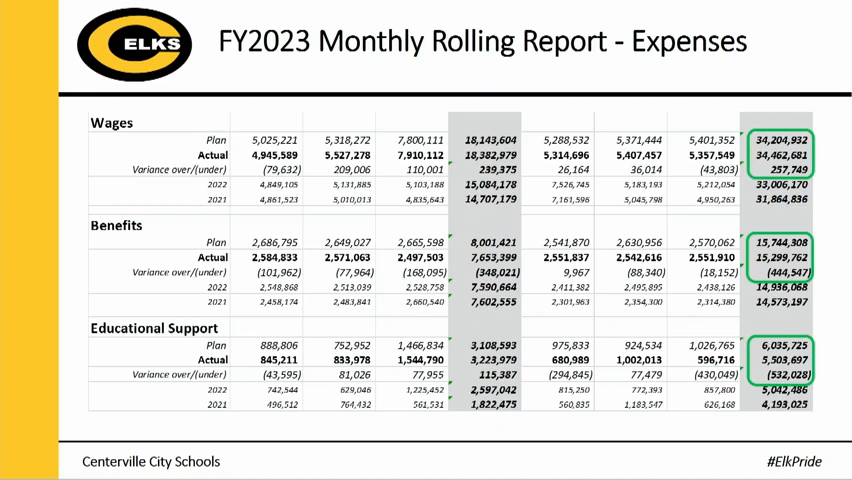 ELKS
FY2023 Monthly Rolling Report - Expenses
Wages
Plan 5,025,221 5,318,272 7,800,111 18,143,604 5,288,532 5,371,444 5,401,352 34,204,932
Actual 4,945,589 5,527,278 7,910,112 18,382,979 5,314,696 5,407,457 5,357,549 34,462,681
Variance over/(under) (79,632) 209,006 110,001 239,375 26,164 36,014 (43,803) 257,749
2022 4,849,105 5,131,885 5,103,188 15,084,178 7,526,745 5,183,193 5,212,054 33,006,170
2021 4,861,523 5,010,013 4,835,643 14,707,179 7,161,596 5,045,798 4,950,263 31,864,836
Benefits
Plan 2,686,795 2,649,027 2,665,598 8,001,421 2,541,870 2,630,956 2,570,062 15,744,308
Actual 2,584,833 2,571,063 2,497,503 7,653,399 2,551,837 2,542,616 2,551,910 15,299,762
Variance over/(under) (101,962) (77,964) (168,095) (348,021) 9,967 (88,340) (18,152) (444,547)
2022 2,548,868 2,513,039 2,528,758 7,590,664 2,411,382 2,495,895 2,438,126 14,936,068
2021 2,458,174 2,483,841 2,660,540 7,602,555 2,301,963 2,354,300 2,314,380 14,573,197
Educational Support
Plan 888,806 752,952 1,466,834 3,108,593 975,833 924,534 1,026,765 6,035,725
Actual 845,211 833,978 1,544,790 3,223,979 680,989 1,002,013 596,716 5,503,697
Variance over/(under) (43,595) 81,026 77,955 115,387 (294,845) 77,479 (430,049) (532,028)
2022 742,544 629,046 1,225,452 2,597,042 815,250 772,393 857,800 5,042,486
2021 496,512 764,432 561,531 1,822,475 560,835 1,183,547 626,168 4,193,025
Centerville City Schools
#ElkPride